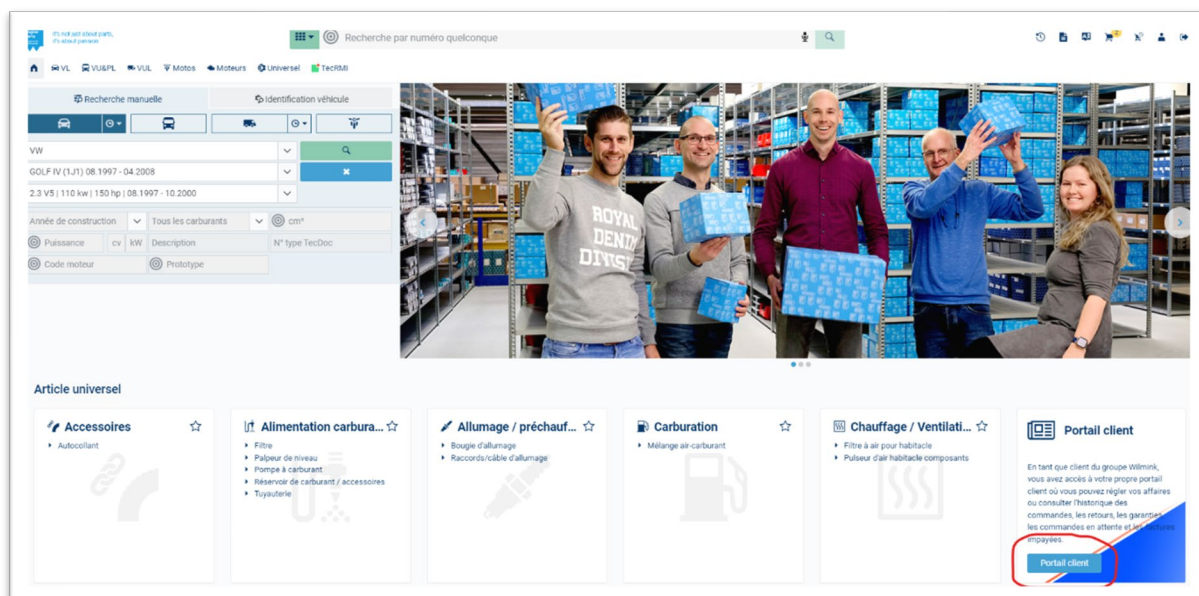 it's not just about parts,
it's about passion
Recherche par numéro quelconque
VL VU&PL VUL Motos Moteurs Universel TecRMI
Recherche manuelle Identification véhicule
VW
GOLF IV (1J1) 08.1997 - 04.2008
2.3 V5 | 110 kw | 150 hp | 08.1997 - 10.2000
Année de construction Tous les carburants cm³
Puissance cv kW Description N° type TecDoc
Code moteur Prototype
ROYAL
DENIM
DIVISI
Article universel
Accessoires
Autocollant
Alimentation carbura...
Filtre
Palpeur de niveau
Pompe à carburant
Réservoir de carburant / accessoires
Tuyauterie
Allumage / préchauf...
Bougie d'allumage
Raccords/câble d'allumage
Carburation
Mélange air-carburant
Chauffage / Ventilati...
Filtre à air pour habitacle
Pulseur d'air habitacle composants
Portail client
En tant que client du groupe Wilmink,
vous avez accès à votre propre portail
client où vous pouvez régler vos affaires
ou consulter l'historique des
commandes, les retours, les garanties,
les commandes en attente et les factures
impayées.
Portail client